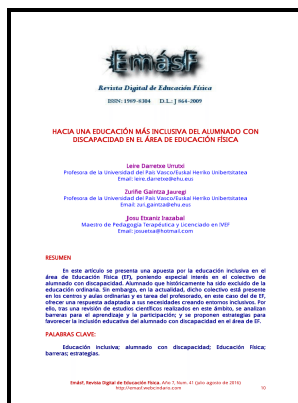 EmásF
Revista Digital de Educación Física
ISSN: 1989-8304 D.L.: J 864-2009
HACIA UNA EDUCACIÓN MÁS INCLUSIVA DEL ALUMNADO CON
DISCAPACIDAD EN EL ÁREA DE EDUCACIÓN FÍSICA
Leire Darretxe Urrutxi
Profesora de la Universidad del País Vasco/Euskal Herriko Unibertsitatea
Email: leire.darretxe@ehu.eus
Zuriñe Gaintza Jauregi
Profesora de la Universidad del País Vasco/Euskal Herriko Unibertsitatea
Email: zuri.gaintza@ehu.eus
Josu Etxaniz Irazabal
Maestro de Pedagogía Terapéutica y Licenciado en IVEF
Email: josuetxa@hotmail.com
RESUMEN
En este artículo se presenta una apuesta por la educación inclusiva en el
área de Educación Física (EF), poniendo especial interés en el colectivo de
alumnado con discapacidad. Alumnado que históricamente ha sido excluido de la
educación ordinaria. Sin embargo, en la actualidad, dicho colectivo está presente
en los centros y aulas ordinarias y es tarea del profesorado, en este caso del de EF,
ofrecer una repuesta adaptada a sus necesidades creando entornos inclusivos. Por
ello, tras una revisión de estudios científicos realizados en este ámbito, se analizan
barreras para el aprendizaje y la participación; y se proponen estrategias para
favorecer la inclusión educativa del alumnado con discapacidad en el área de EF.
PALABRAS CLAVE:
Educación inclusiva; alumnado con discapacidad; Educación Física;
barreras; estrategias.
EmásF, Revista Digital de Educación Física. Año 7, Num. 41 (julio-agosto de 2016)
http://emasf.webcindario.com 10